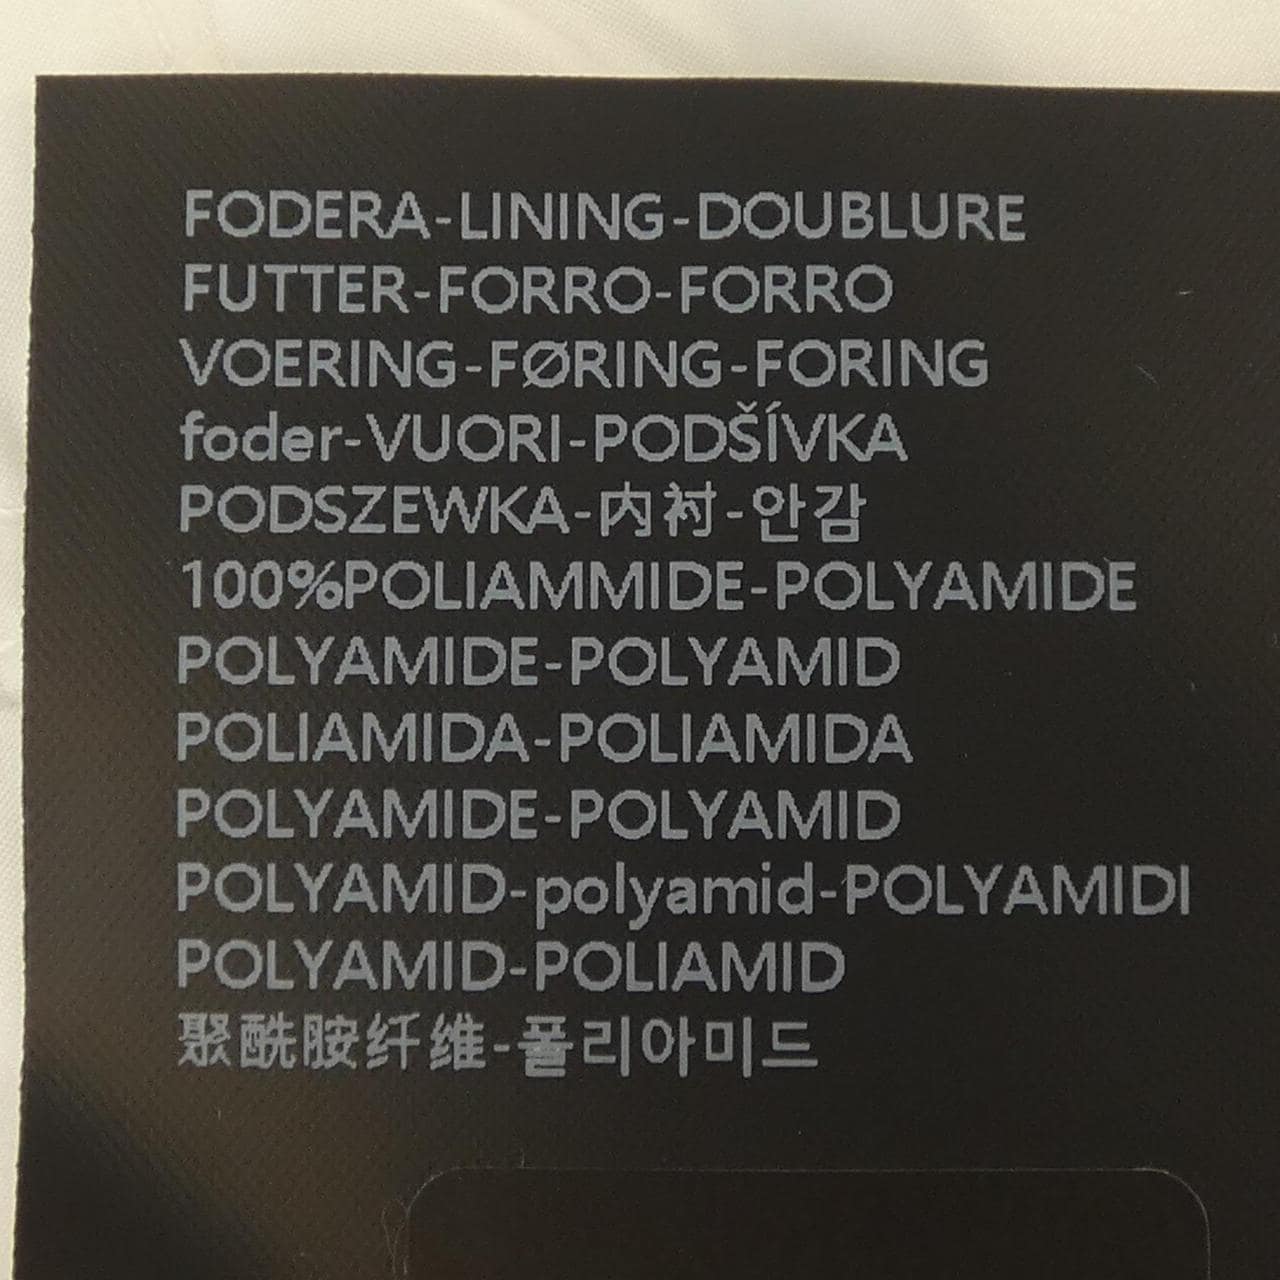 FODERA-LINING-DOUBLURE
FUTTER-FORRO-FORRO
VOERING-FØRING-FORING
foder-VUORI-PODŠÍVKA
PODSZEWKA-内衬-안감
100%POLIAMMIDE-POLYAMIDE
POLYAMIDE-POLYAMID
POLIAMIDA-POLIAMIDA
POLYAMIDE-POLYAMID
POLYAMID-polyamid-POLYAMIDI
POLYAMID-POLIAMID
聚酰胺纤维-폴리아미드